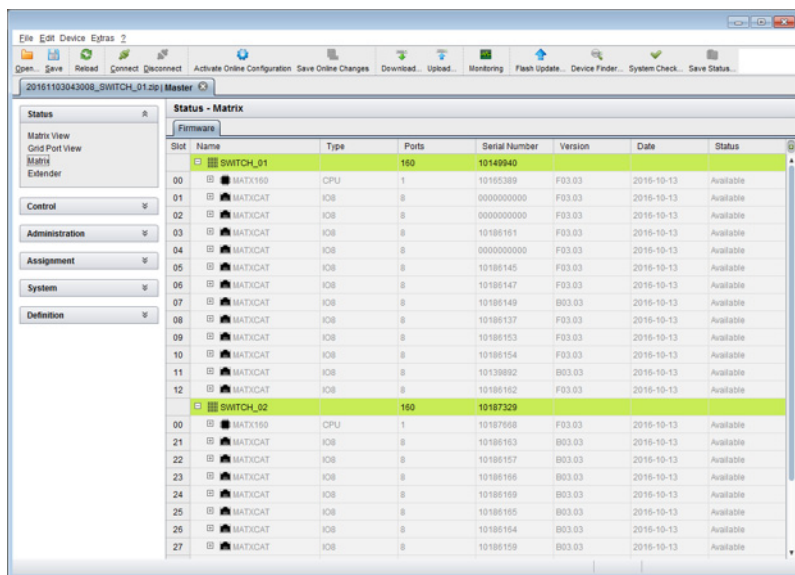 File Edit Device Extras ?
Open... Save Reload Connect Disconnect Activate Online Configuration Save Online Changes Download... Upload... Monitoring Flash Update... Device Finder... System Check... Save Status...
20161103043008_SWITCH_01.zip | Master
Status
Matrix View
Grid Port View
Matrix
Extender
Control
Administration
Assignment
System
Definition
Status - Matrix
Firmware
Slot Name Type Ports Serial Number Version Date Status
SWITCH_01 160 10149940
00 MATX160 CPU 1 10165389 F03.03 2016-10-13 Available
01 MATXCAT IO8 8 0000000000 F03.03 2016-10-13 Available
02 MATXCAT IO8 8 0000000000 F03.03 2016-10-13 Available
03 MATXCAT IO8 8 10186161 F03.03 2016-10-13 Available
04 MATXCAT IO8 8 0000000000 F03.03 2016-10-13 Available
05 MATXCAT IO8 8 10186145 F03.03 2016-10-13 Available
06 MATXCAT IO8 8 10186147 F03.03 2016-10-13 Available
07 MATXCAT IO8 8 10186149 B03.03 2016-10-13 Available
08 MATXCAT IO8 8 10186137 F03.03 2016-10-13 Available
09 MATXCAT IO8 8 10186153 F03.03 2016-10-13 Available
10 MATXCAT IO8 8 10186154 F03.03 2016-10-13 Available
11 MATXCAT IO8 8 10139892 B03.03 2016-10-13 Available
12 MATXCAT IO8 8 10186162 F03.03 2016-10-13 Available
SWITCH_02 160 10187329
00 MATX160 CPU 1 10187668 F03.03 2016-10-13 Available
21 MATXCAT IO8 8 10186163 B03.03 2016-10-13 Available
22 MATXCAT IO8 8 10186157 B03.03 2016-10-13 Available
23 MATXCAT IO8 8 10186166 B03.03 2016-10-13 Available
24 MATXCAT IO8 8 10186169 B03.03 2016-10-13 Available
25 MATXCAT IO8 8 10186165 B03.03 2016-10-13 Available
26 MATXCAT IO8 8 10186164 B03.03 2016-10-13 Available
27 MATXCAT IO8 8 10186159 B03.03 2016-10-13 Available